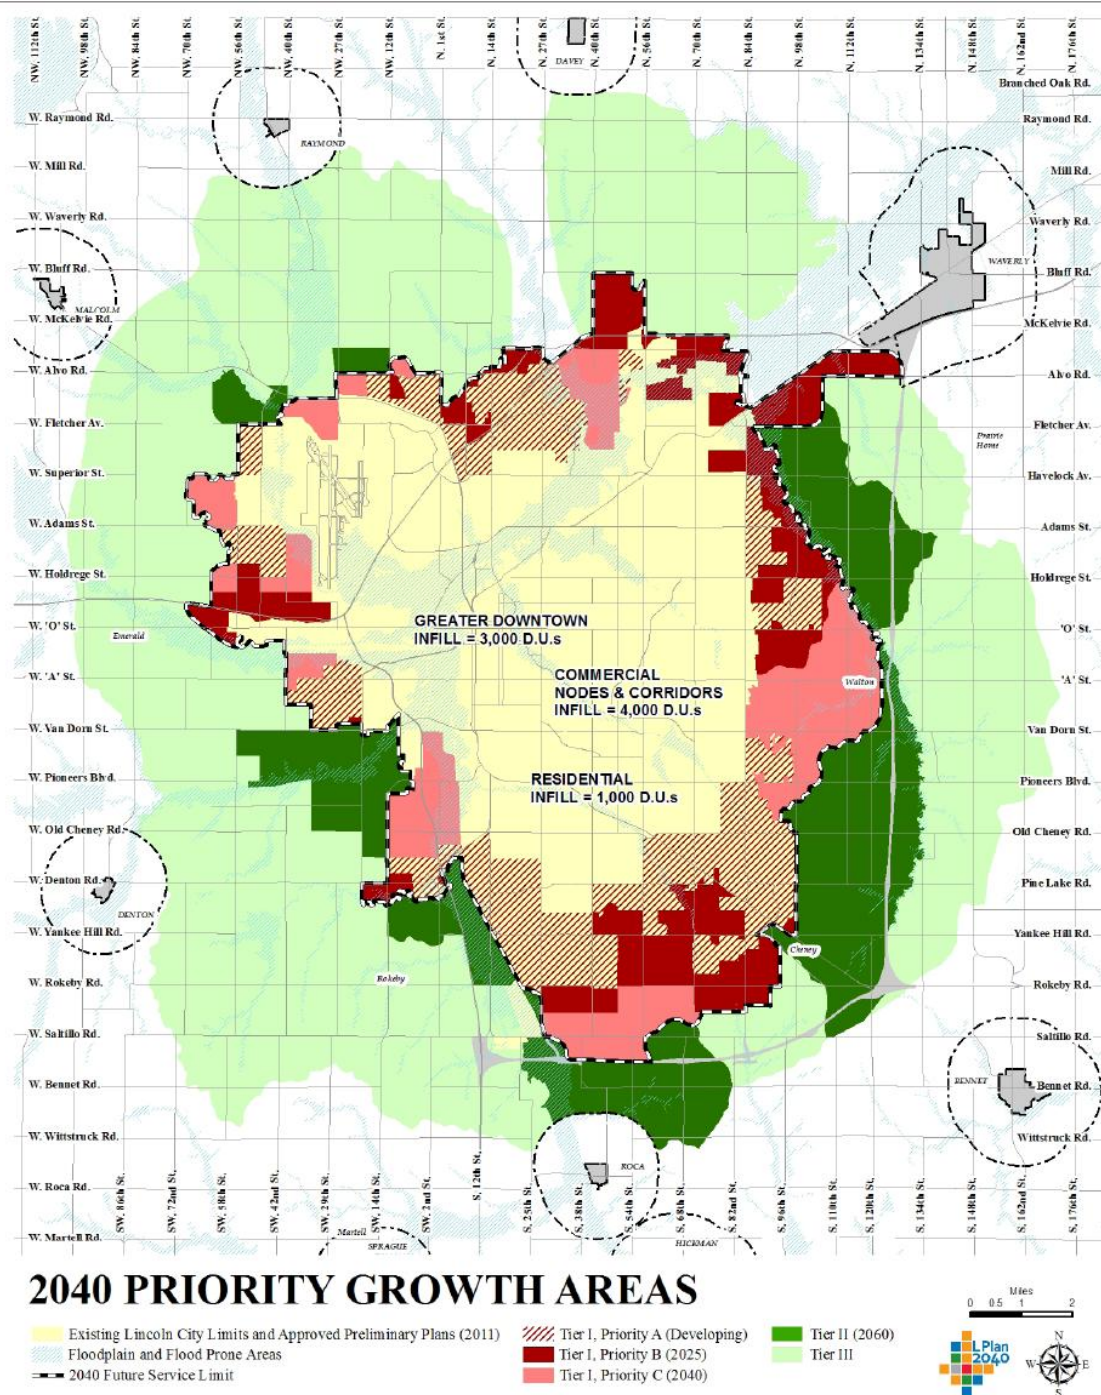 NW. 112th St.
NW. 98th St.
NW. 84th St.
NW. 70th St.
NW. 56th St.
NW. 40th St.
NW. 27th St.
NW. 12th St.
N. 1st St.
N. 14th St.
N. 27th St.
N. 40th St.
N. 56th St.
N. 70th St.
N. 84th St.
N. 98th St.
N. 112th St.
N. 134th St.
N. 148th St.
N. 162nd St.
N. 176th St.
DAVEY
Branched Oak Rd.
W. Raymond Rd.
Raymond Rd.
RAYMOND
W. Mill Rd.
Mill Rd.
W. Waverly Rd.
Waverly Rd.
WAVERLY
W. Bluff Rd.
Bluff Rd.
MALCOLM
W. McKelvie Rd.
McKelvie Rd.
W. Alvo Rd.
Alvo Rd.
W. Fletcher Av.
Fletcher Av.
Prairie
Home
W. Superior St.
Havelock Av.
W. Adams St.
Adams St.
W. Holdrege St.
Holdrege St.
GREATER DOWNTOWN
INFILL = 3,000 D.U.s
W. 'O' St.
'O' St.
Emerald
COMMERCIAL
NODES & CORRIDORS
INFILL = 4,000 D.U.s
W. 'A' St.
'A' St.
Walton
W. Van Dorn St.
Van Dorn St.
W. Pioneers Blvd.
Pioneers Blvd.
RESIDENTIAL
INFILL = 1,000 D.U.s
W. Old Cheney Rd.
Old Cheney Rd.
W. Denton Rd.
Pine Lake Rd.
DENTON
W. Yankee Hill Rd.
Yankee Hill Rd.
Cheney
Rokeby
W. Rokeby Rd.
Rokeby Rd.
W. Saltillo Rd.
Saltillo Rd.
W. Bennet Rd.
BENNET
Bennet Rd.
W. Wittstruck Rd.
Wittstruck Rd.
ROCA
W. Roca Rd.
SW. 86th St.
SW. 72nd St.
SW. 58th St.
SW. 42nd St.
SW. 29th St.
SW. 14th St.
SW. 2nd St.
S. 12th St.
S. 25th St.
S. 38th St.
S. 54th St.
S. 68th St.
S. 82nd St.
S. 96th St.
S. 110th St.
S. 120th St.
S. 134th St.
S. 148th St.
S. 162nd St.
S. 176th St.
Martell
W. Martell Rd.
SPRAGUE
HICKMAN
2040 PRIORITY GROWTH AREAS
Miles
0 0.5 1 2
Existing Lincoln City Limits and Approved Preliminary Plans (2011)
Floodplain and Flood Prone Areas
2040 Future Service Limit
Tier I, Priority A (Developing)
Tier I, Priority B (2025)
Tier I, Priority C (2040)
Tier II (2060)
Tier III
LPlan
2040
N
W
E
S